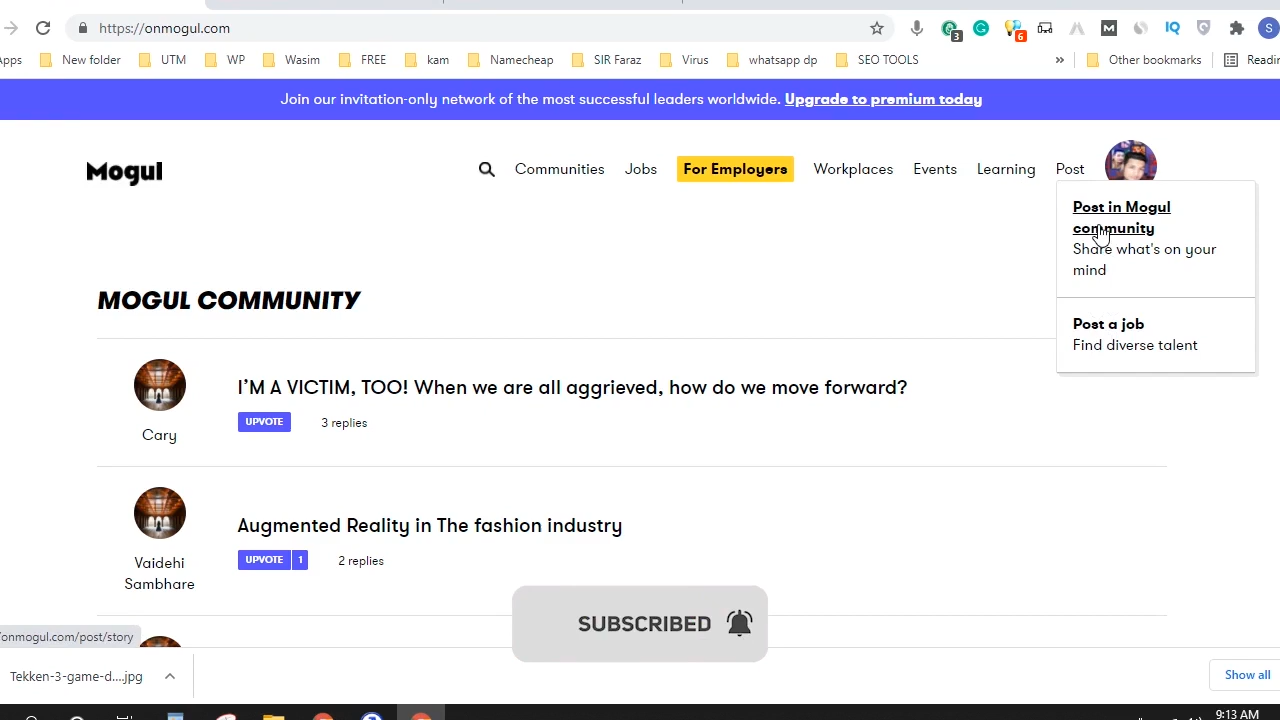 https://onmogul.com
3
6
S
pps
New folder
UTM
WP
Wasim
FREE
kam
Namecheap
SIR Faraz
Virus
whatsapp dp
SEO TOOLS
»
Other bookmarks
Readin
Join our invitation-only network of the most successful leaders worldwide. Upgrade to premium today
Mogul
Communities
Jobs
For Employers
Workplaces
Events
Learning
Post
Post in Mogul
community
Share what's on your
mind
Post a job
Find diverse talent
MOGUL COMMUNITY
I'M A VICTIM, TOO! When we are all aggrieved, how do we move forward?
UPVOTE
3 replies
Cary
Augmented Reality in The fashion industry
UPVOTE 1
2 replies
Vaidehi
Sambhare
SUBSCRIBED
onmogul.com/post/story
Tekken-3-game-d....jpg
Show all
9:13 AM